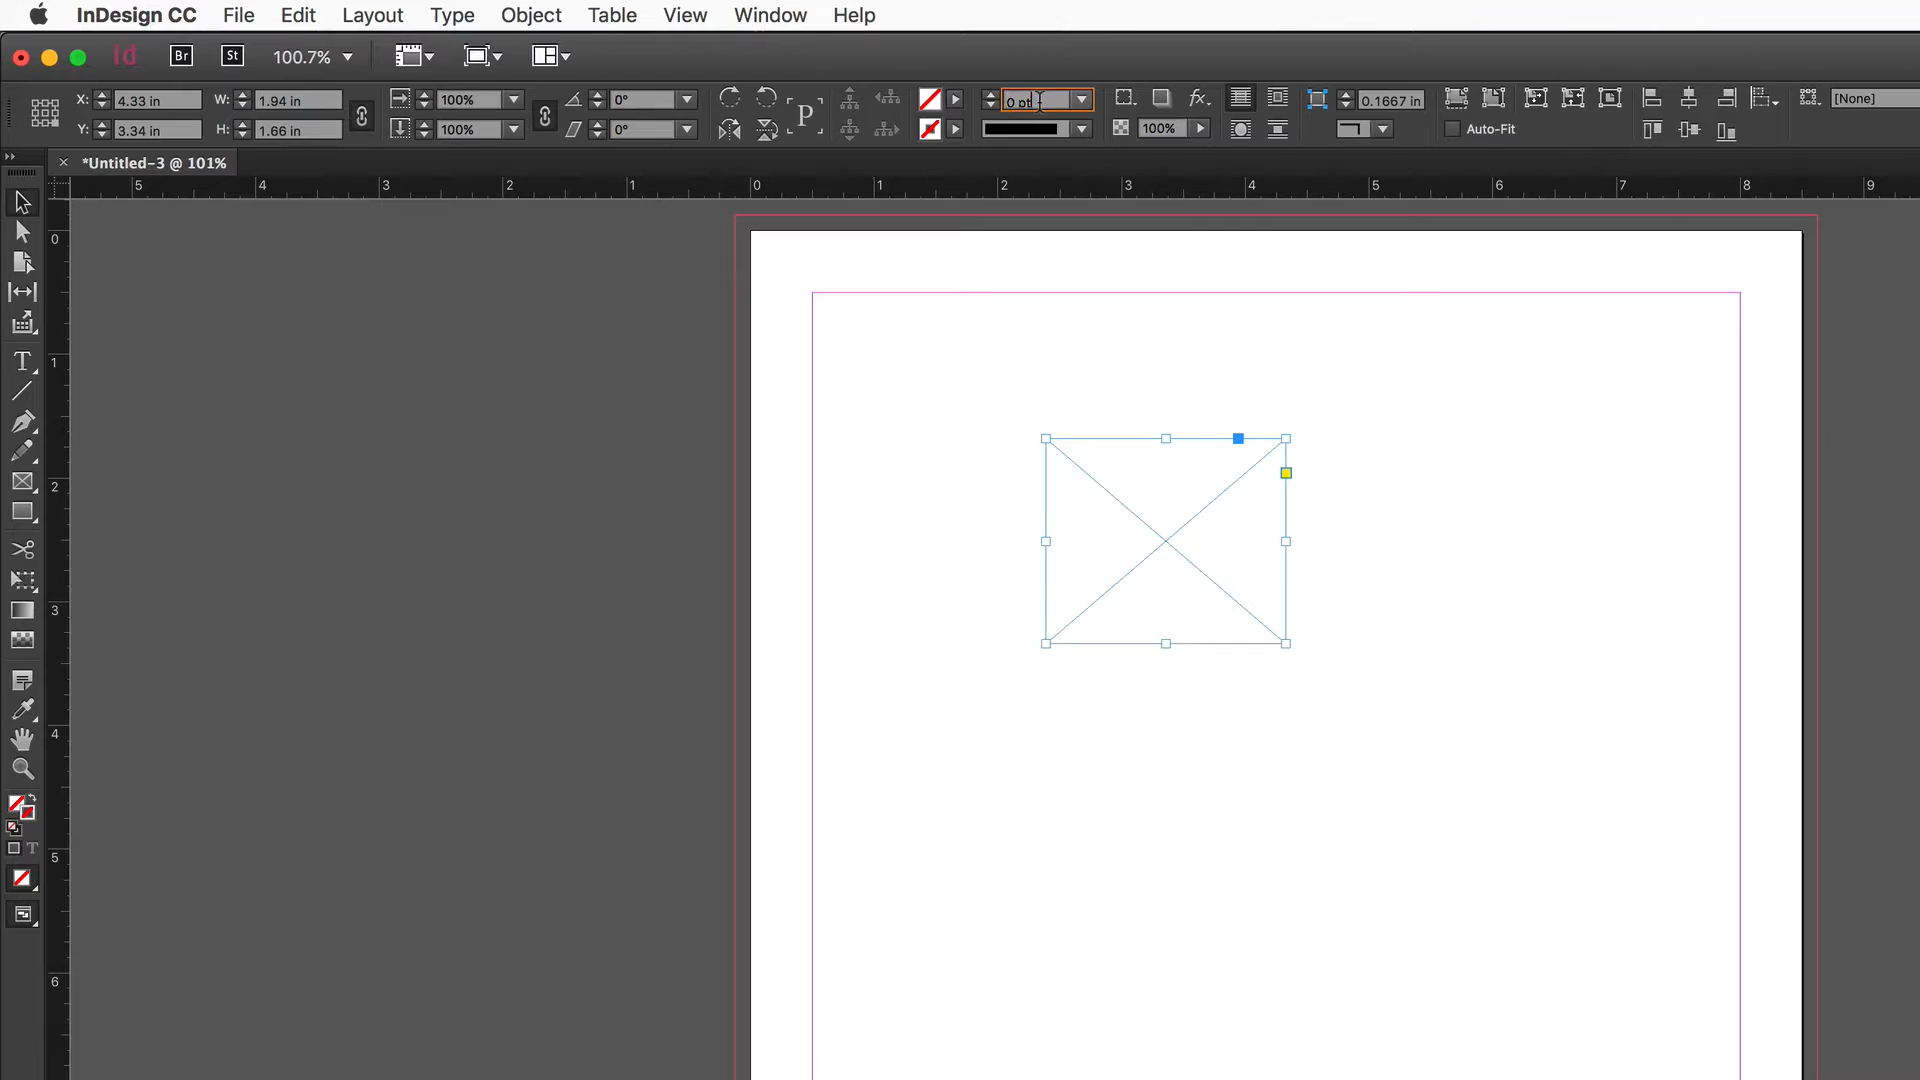 InDesign CC File Edit Layout Type Object Table View Window Help
Id Br St 100.7%
X: 4.33 in W: 1.94 in 100% 0° 0 pt fx. 0.1667 in [None]
Y: 3.34 in H: 1.66 in 100% 0° P 100% Auto-Fit
*Untitled-3 @ 101%
5 4 3 2 1 0 1 2 3 4 5 6 7 8 9
0
1
T
2
3
4
5
T
6